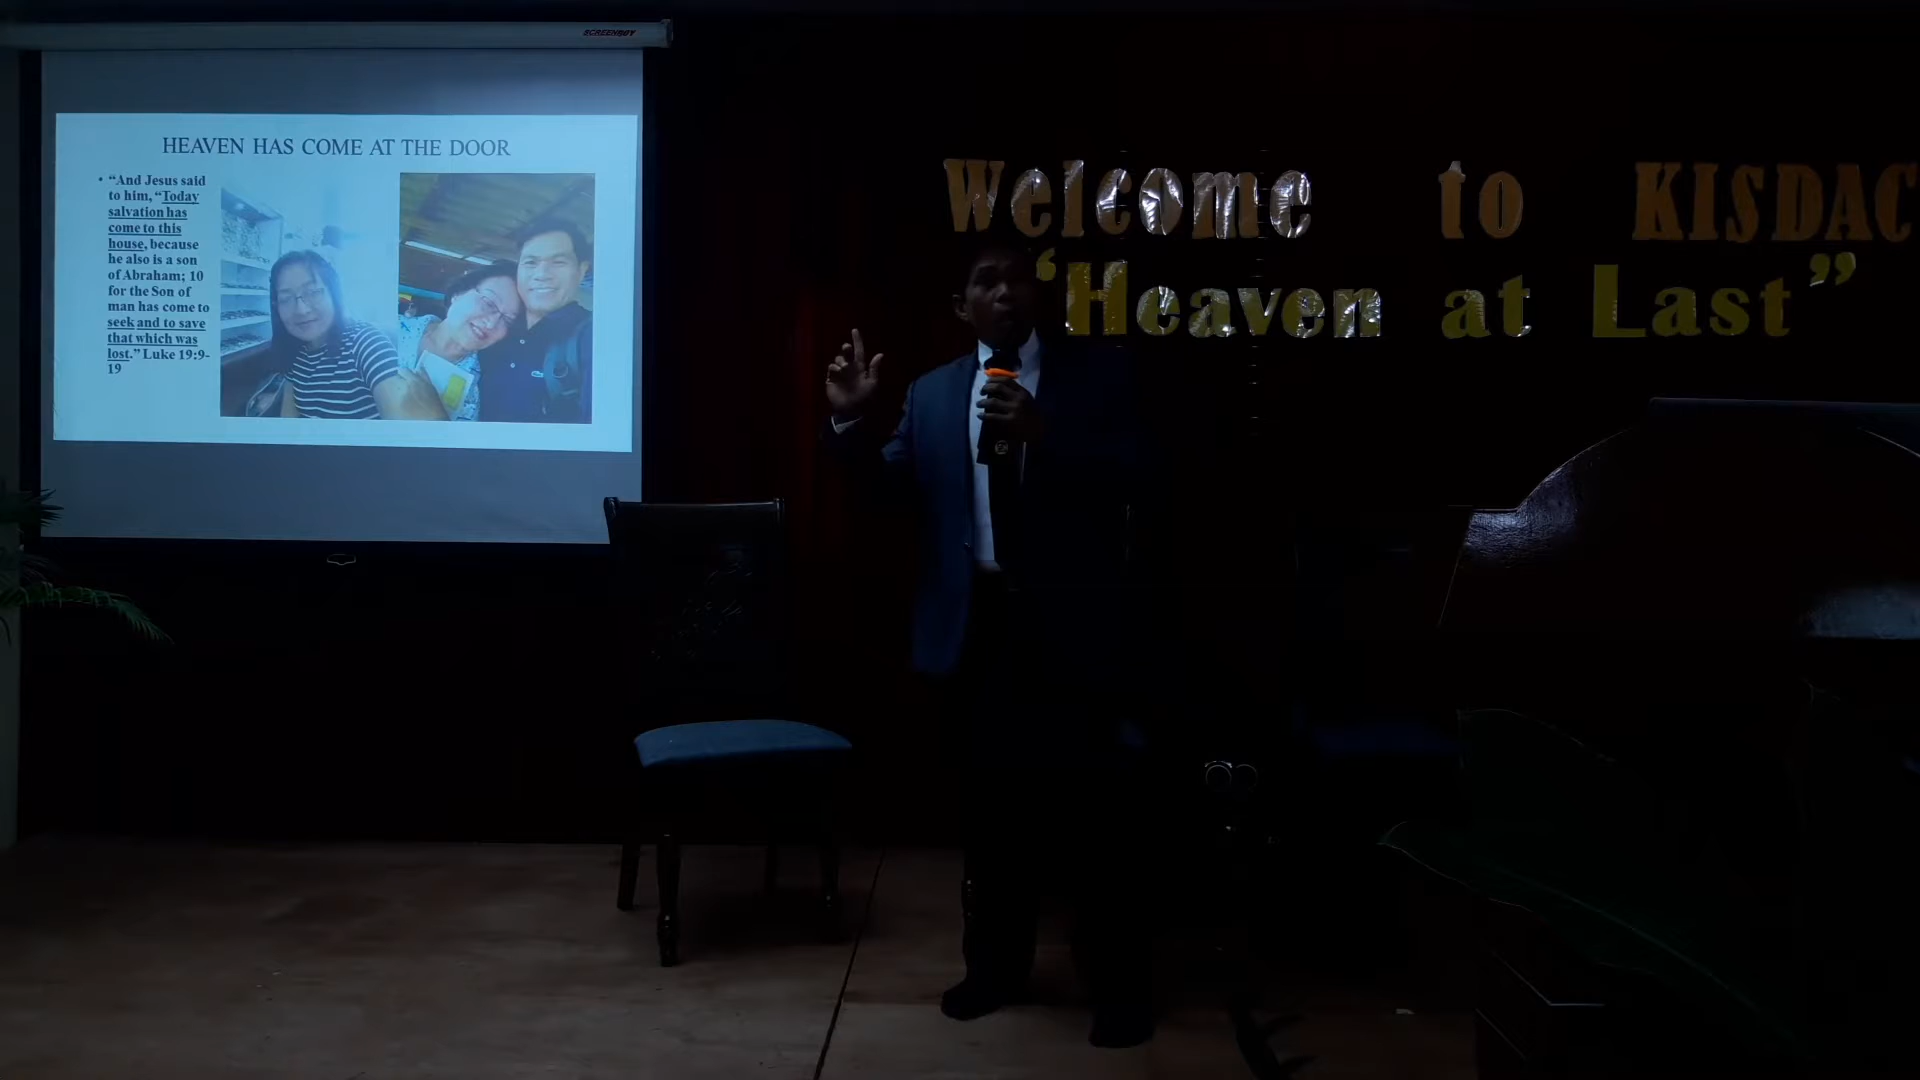 SCREENBOY
HEAVEN HAS COME AT THE DOOR
• “And Jesus said
to him, “Today
salvation has
come to this
house, because
he also is a son
of Abraham; 10
for the Son of
man has come to
seek and to save
that which was
lost.” Luke 19:9-
19
Welcome to KISDAC
‘Heaven at Last”